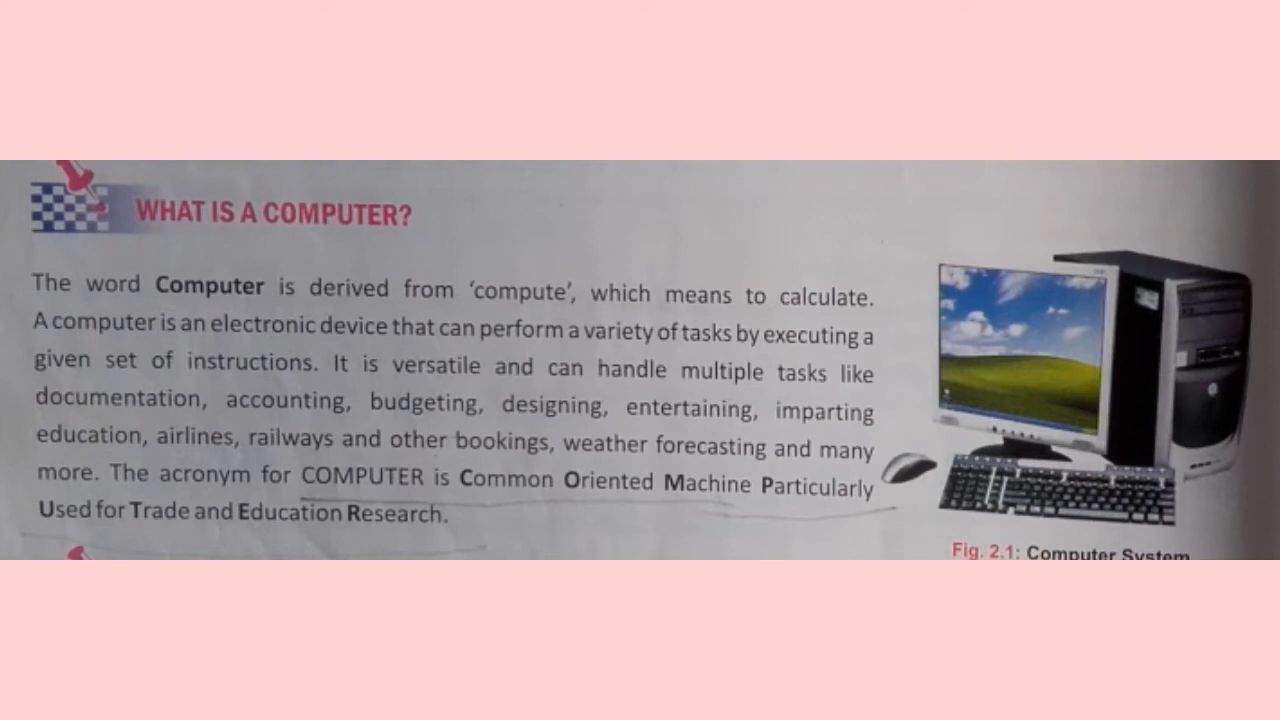 WHAT IS A COMPUTER?
The word Computer is derived from ‘compute’, which means to calculate.
A computer is an electronic device that can perform a variety of tasks by executing a
given set of instructions. It is versatile and can handle multiple tasks like
documentation, accounting, budgeting, designing, entertaining, imparting
education, airlines, railways and other bookings, weather forecasting and many
more. The acronym for COMPUTER is Common Oriented Machine Particularly
Used for Trade and Education Research.
Fig. 2.1: Computer System